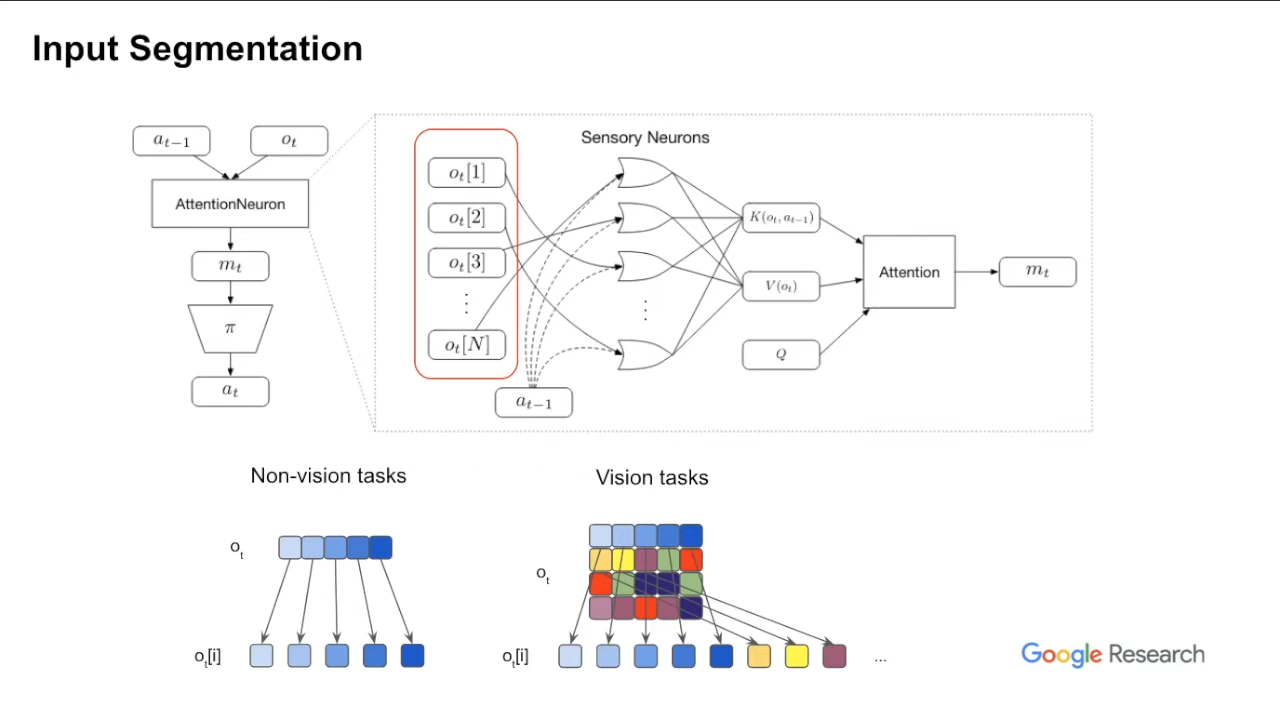 Input Segmentation
a_{t-1}
o_t
AttentionNeuron
m_t
π
a_t
Sensory Neurons
o_t[1]
o_t[2]
o_t[3]
⋮
o_t[N]
a_{t-1}
⋮
K(o_t, a_{t-1})
V(o_t)
Q
Attention
m_t
Non-vision tasks
o_t
o_t[i]
Vision tasks
o_t
o_t[i]
...
Google Research